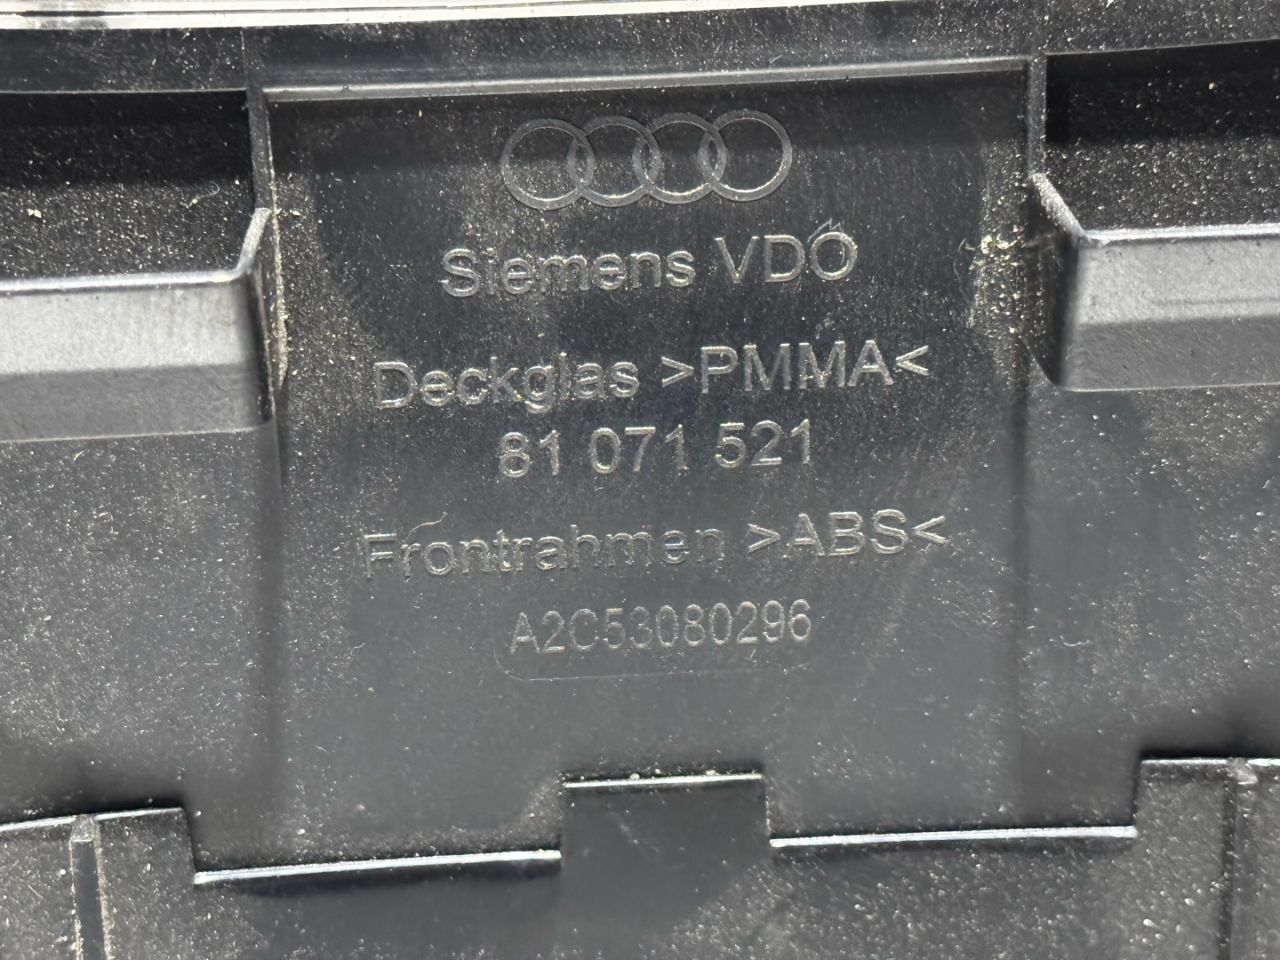 Siemens VDO
Deckglas >PMMA<
81 071 521
Frontrahmen >ABS<
A2C53080296